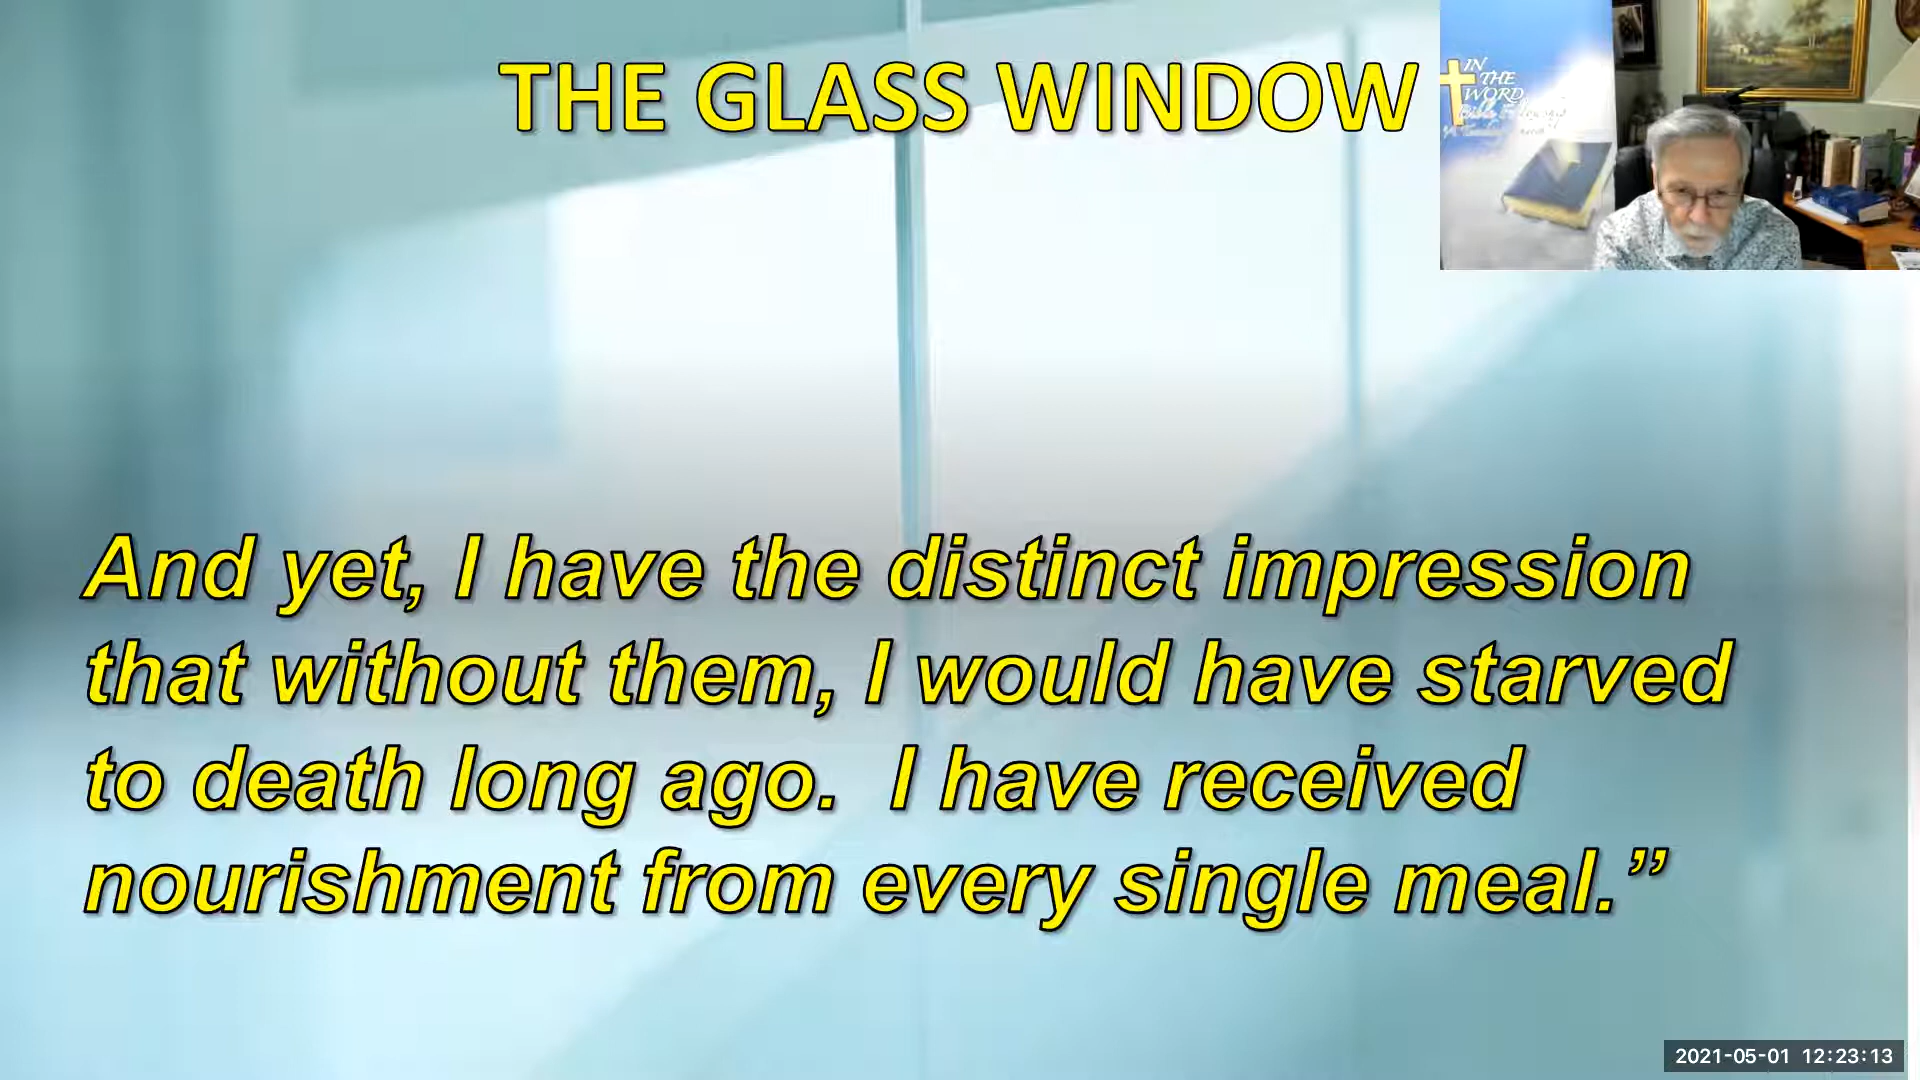 THE GLASS WINDOW
IN
THE
WORD
And yet, I have the distinct impression
that without them, I would have starved
to death long ago.  I have received
nourishment from every single meal.”
2021-05-01 12:23:13